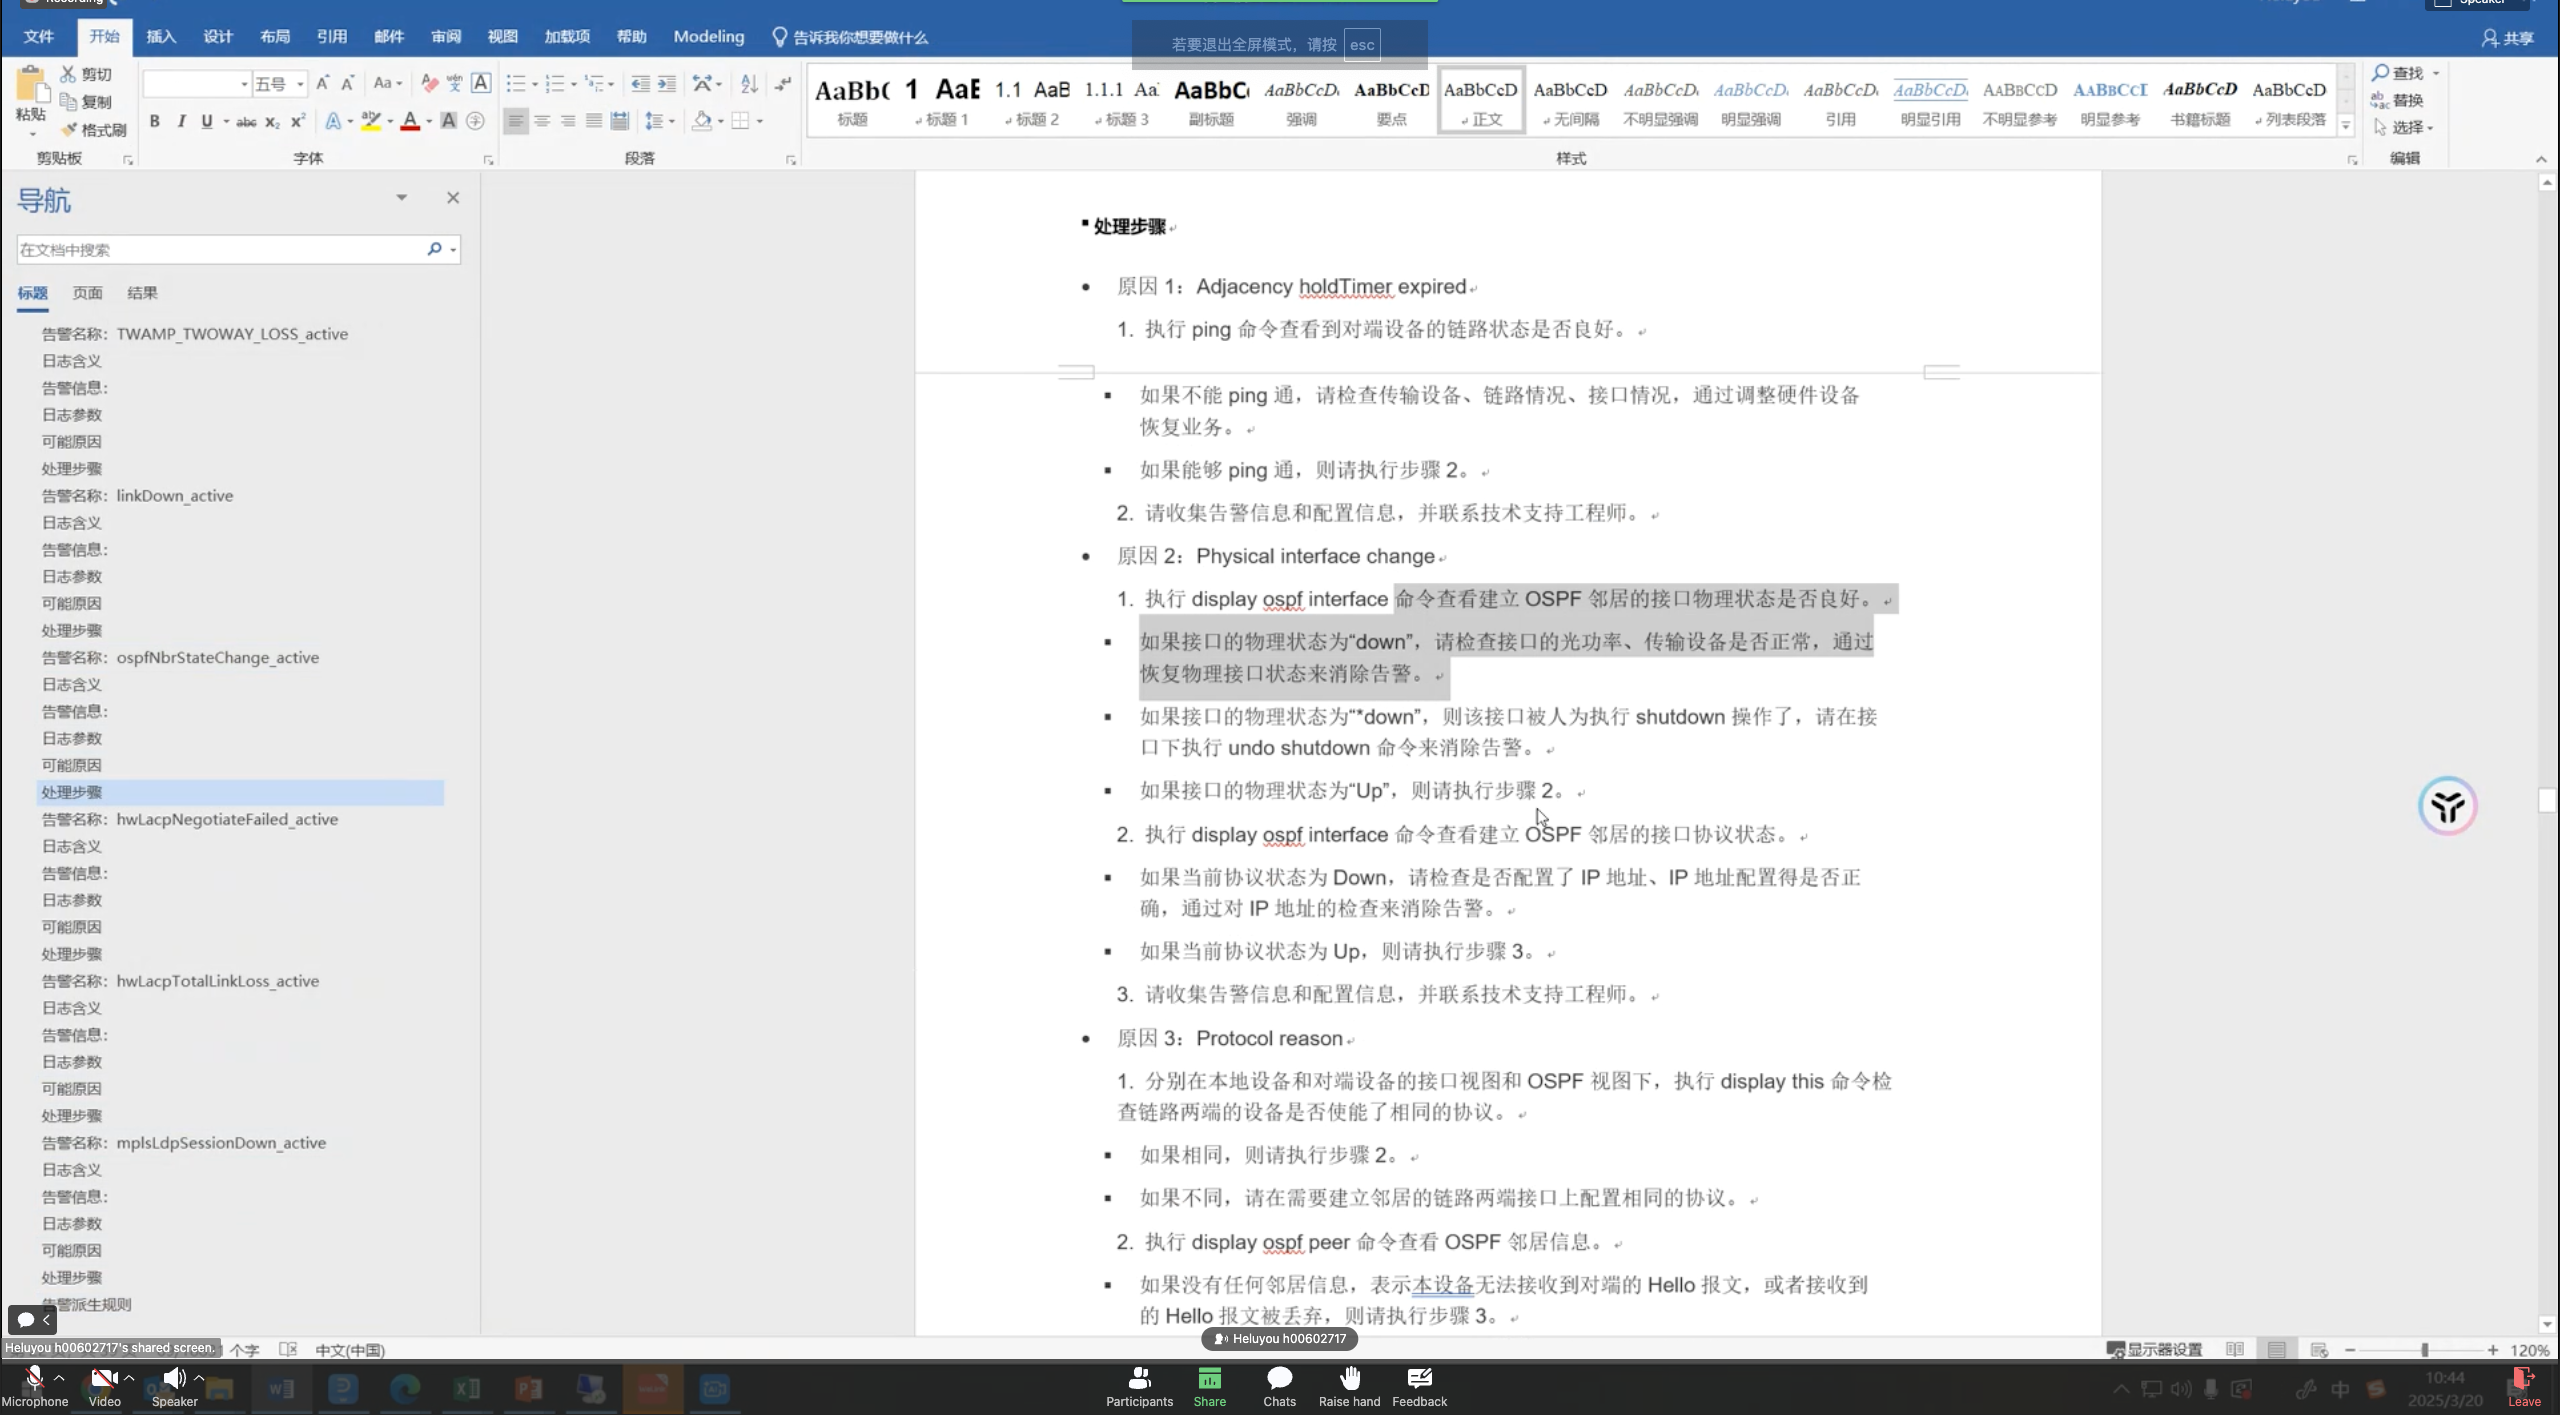 Recording
Speaker
文件 开始 插入 设计 布局 引用 邮件 审阅 视图 加载项 帮助 Modeling 告诉我你想要做什么
若要退出全屏模式，请按 esc
共享
粘贴
剪切
复制
格式刷
剪贴板
五号
字体
段落
AaBb( 标题
1 AaE 标题 1
1.1 AaB 标题 2
1.1.1 Aa 标题 3
AaBbC 副标题
AaBbCcD 强调
AaBbCcD 要点
AaBbCcD 正文
AaBbCcD 无间隔
AaBbCcD 不明显强调
AaBbCcD 明显强调
AaBbCcD 引用
AaBbCcD 明显引用
AABBCCD 不明显参考
AABBCCD 明显参考
AaBbCcD 书籍标题
AaBbCcD 列表段落
样式
查找
替换
选择
编辑
导航
在文档中搜索
标题 页面 结果
告警名称：TWAMP_TWOWAY_LOSS_active
日志含义
告警信息：
日志参数
可能原因
处理步骤
告警名称：linkDown_active
日志含义
告警信息：
日志参数
可能原因
处理步骤
告警名称：ospfNbrStateChange_active
日志含义
告警信息：
日志参数
可能原因
处理步骤
告警名称：hwLacpNegotiateFailed_active
日志含义
告警信息：
日志参数
可能原因
处理步骤
告警名称：hwLacpTotalLinkLoss_active
日志含义
告警信息：
日志参数
可能原因
处理步骤
告警名称：mplsLdpSessionDown_active
日志含义
告警信息：
日志参数
可能原因
处理步骤
告警派生规则
▪ 处理步骤
• 原因 1：Adjacency holdTimer expired
1. 执行 ping 命令查看到对端设备的链路状态是否良好。
▪ 如果不能 ping 通，请检查传输设备、链路情况、接口情况，通过调整硬件设备
恢复业务。
▪ 如果能够 ping 通，则请执行步骤 2。
2. 请收集告警信息和配置信息，并联系技术支持工程师。
• 原因 2：Physical interface change
1. 执行 display ospf interface 命令查看建立 OSPF 邻居的接口物理状态是否良好。
▪ 如果接口的物理状态为“down”，请检查接口的光功率、传输设备是否正常，通过
恢复物理接口状态来消除告警。
▪ 如果接口的物理状态为“*down”，则该接口被人为执行 shutdown 操作了，请在接
口下执行 undo shutdown 命令来消除告警。
▪ 如果接口的物理状态为“Up”，则请执行步骤 2。
2. 执行 display ospf interface 命令查看建立 OSPF 邻居的接口协议状态。
▪ 如果当前协议状态为 Down，请检查是否配置了 IP 地址、IP 地址配置得是否正
确，通过对 IP 地址的检查来消除告警。
▪ 如果当前协议状态为 Up，则请执行步骤 3。
3. 请收集告警信息和配置信息，并联系技术支持工程师。
• 原因 3：Protocol reason
1. 分别在本地设备和对端设备的接口视图和 OSPF 视图下，执行 display this 命令检
查链路两端的设备是否使能了相同的协议。
▪ 如果相同，则请执行步骤 2。
▪ 如果不同，请在需要建立邻居的链路两端接口上配置相同的协议。
2. 执行 display ospf peer 命令查看 OSPF 邻居信息。
▪ 如果没有任何邻居信息，表示本设备无法接收到对端的 Hello 报文，或者接收到
的 Hello 报文被丢弃，则请执行步骤 3。
Heluyou h00602717
Heluyou h00602717's shared screen.
个字 中文(中国)
显示器设置
120%
Microphone Video Speaker
Participants Share Chats Raise hand Feedback
中
10:44
2025/3/20
Leave